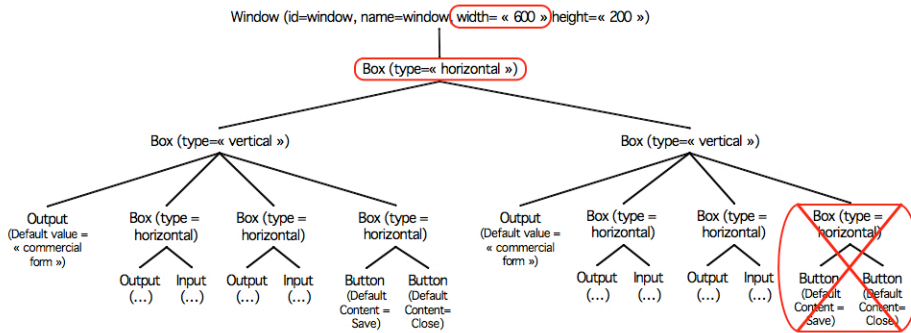 Window (id=window, name=window, width= « 600 » height= « 200 »)
Box (type=« horizontal »)
Box (type=« vertical »)
Box (type=« vertical »)
Output
(Default value =
« commercial
form »)
Box (type =
horizontal)
Box (type =
horizontal)
Box (type =
horizontal)
Output
(Default value =
« commercial
form »)
Box (type =
horizontal)
Box (type =
horizontal)
Box (type =
horizontal)
Output
(...)
Input
(...)
Output
(...)
Input
(...)
Button
(Default
Content =
Save)
Button
(Default
Content=
Close)
Output
(...)
Input
(...)
Output
(...)
Input
(...)
Button
(Default
Content =
Save)
Button
(Default
Content=
Close)